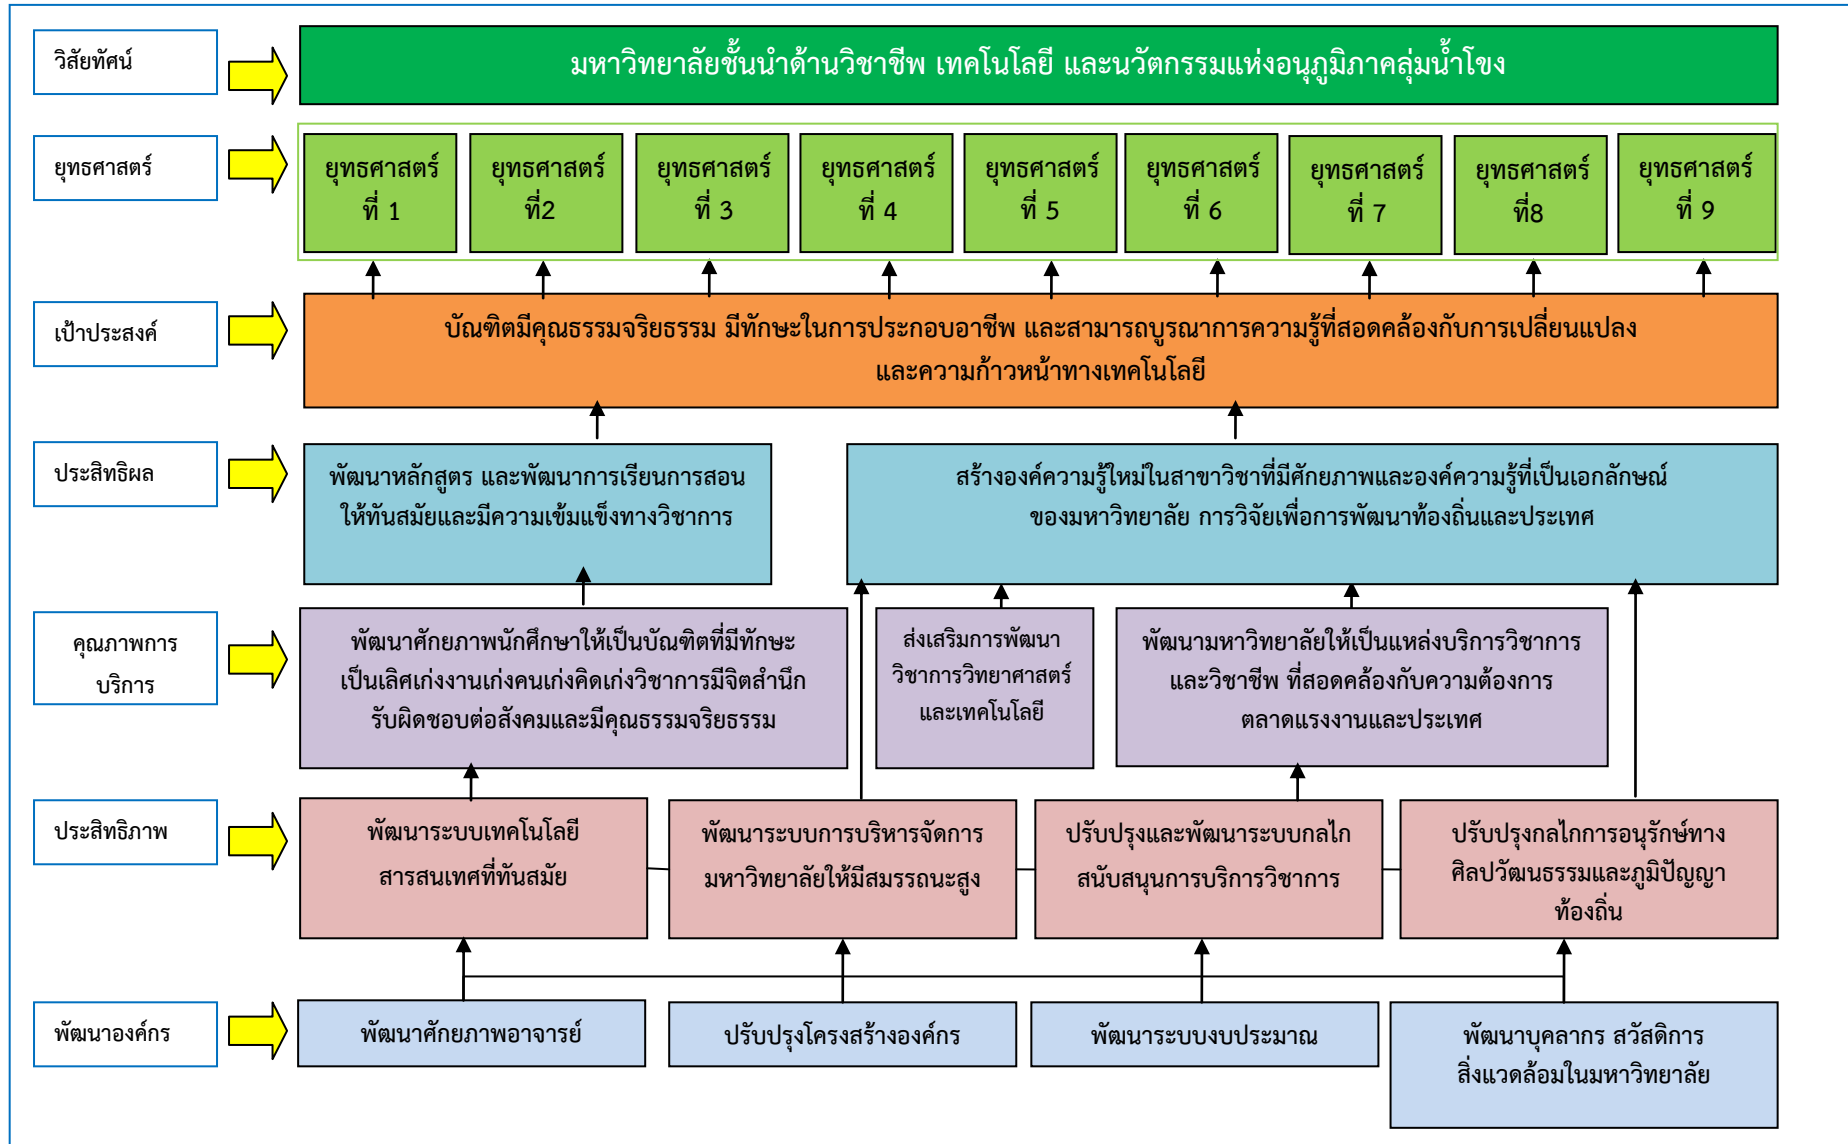 วิสัยทัศน์
มหาวิทยาลัยชั้นนำด้านวิชาชีพ เทคโนโลยี และนวัตกรรมแห่งอนุภูมิภาคลุ่มน้ำโขง
ยุทธศาสตร์
ยุทธศาสตร์
ที่ 1
ยุทธศาสตร์
ที่2
ยุทธศาสตร์
ที่ 3
ยุทธศาสตร์
ที่ 4
ยุทธศาสตร์
ที่ 5
ยุทธศาสตร์
ที่ 6
ยุทธศาสตร์
ที่ 7
ยุทธศาสตร์
ที่8
ยุทธศาสตร์
ที่ 9
เป้าประสงค์
บัณฑิตมีคุณธรรมจริยธรรม มีทักษะในการประกอบอาชีพ และสามารถบูรณาการความรู้ที่สอดคล้องกับการเปลี่ยนแปลง
และความก้าวหน้าทางเทคโนโลยี
ประสิทธิผล
พัฒนาหลักสูตร และพัฒนาการเรียนการสอน
ให้ทันสมัยและมีความเข้มแข็งทางวิชาการ
สร้างองค์ความรู้ใหม่ในสาขาวิชาที่มีศักยภาพและองค์ความรู้ที่เป็นเอกลักษณ์
ของมหาวิทยาลัย การวิจัยเพื่อการพัฒนาท้องถิ่นและประเทศ
คุณภาพการ
บริการ
พัฒนาศักยภาพนักศึกษาให้เป็นบัณฑิตที่มีทักษะ
เป็นเลิศเก่งงานเก่งคนเก่งคิดเก่งวิชาการมีจิตสำนึก
รับผิดชอบต่อสังคมและมีคุณธรรมจริยธรรม
ส่งเสริมการพัฒนา
วิชาการวิทยาศาสตร์
และเทคโนโลยี
พัฒนามหาวิทยาลัยให้เป็นแหล่งบริการวิชาการ
และวิชาชีพ ที่สอดคล้องกับความต้องการ
ตลาดแรงงานและประเทศ
ประสิทธิภาพ
พัฒนาระบบเทคโนโลยี
สารสนเทศที่ทันสมัย
พัฒนาระบบการบริหารจัดการ
มหาวิทยาลัยให้มีสมรรถนะสูง
ปรับปรุงและพัฒนาระบบกลไก
สนับสนุนการบริการวิชาการ
ปรับปรุงกลไกการอนุรักษ์ทาง
ศิลปวัฒนธรรมและภูมิปัญญา
ท้องถิ่น
พัฒนาองค์กร
พัฒนาศักยภาพอาจารย์
ปรับปรุงโครงสร้างองค์กร
พัฒนาระบบงบประมาณ
พัฒนาบุคลากร สวัสดิการ
สิ่งแวดล้อมในมหาวิทยาลัย